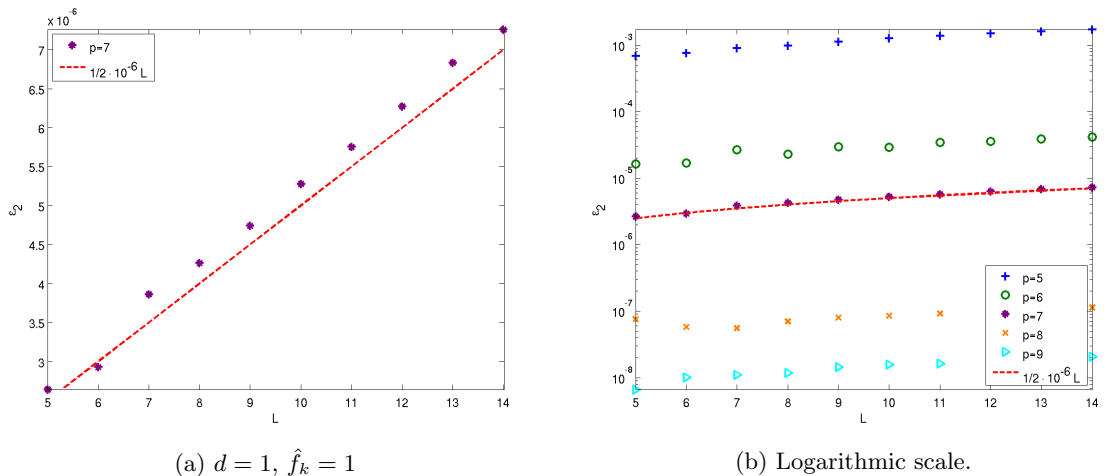 x 10⁻⁶
7
6.5
6
5.5
5
4.5
4
3.5
3
ε₂
p=7
1/2 · 10⁻⁶ L
5 6 7 8 9 10 11 12 13 14
L
(a) d = 1, f̂ₖ = 1
10⁻³
10⁻⁴
10⁻⁵
10⁻⁶
10⁻⁷
10⁻⁸
ε₂
p=5
p=6
p=7
p=8
p=9
1/2 · 10⁻⁶ L
5 6 7 8 9 10 11 12 13 14
L
(b) Logarithmic scale.